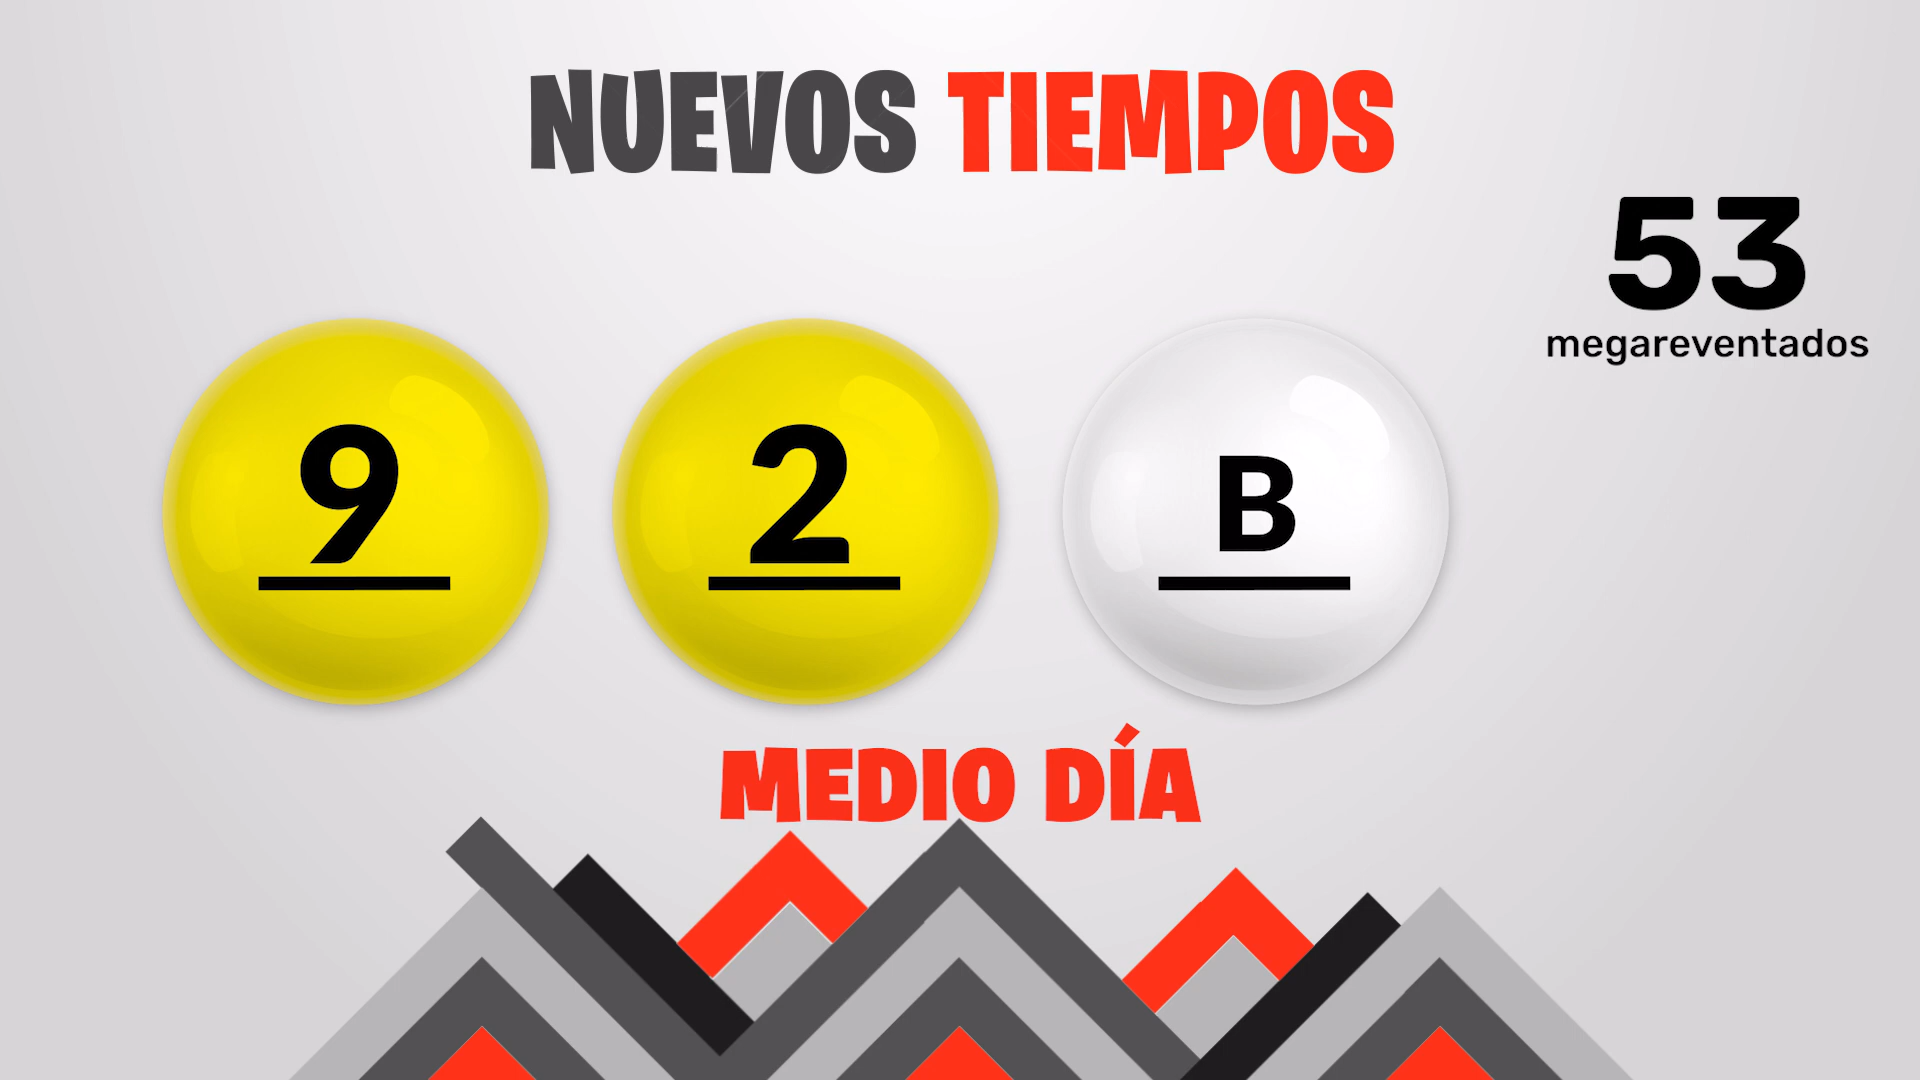 NUEVOS TIEMPOS
53
megareventados
9 2 B
MEDIO DÍA